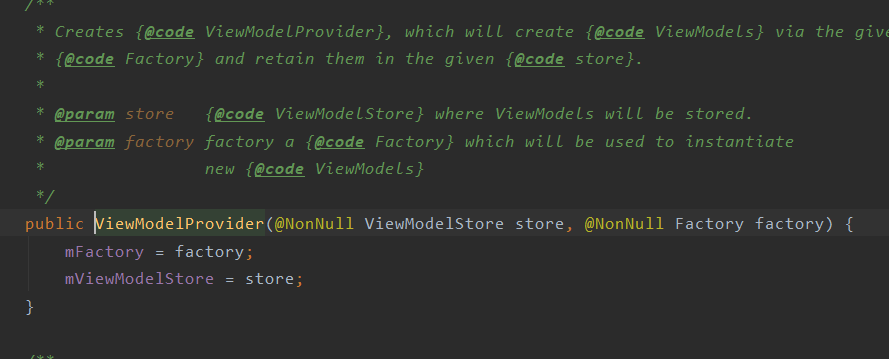 /**
* Creates {@code ViewModelProvider}, which will create {@code ViewModels} via the give
* {@code Factory} and retain them in the given {@code store}.
*
* @param store {@code ViewModelStore} where ViewModels will be stored.
* @param factory factory a {@code Factory} which will be used to instantiate
* new {@code ViewModels}
*/
public ViewModelProvider(@NonNull ViewModelStore store, @NonNull Factory factory) {
mFactory = factory;
mViewModelStore = store;
}
/**